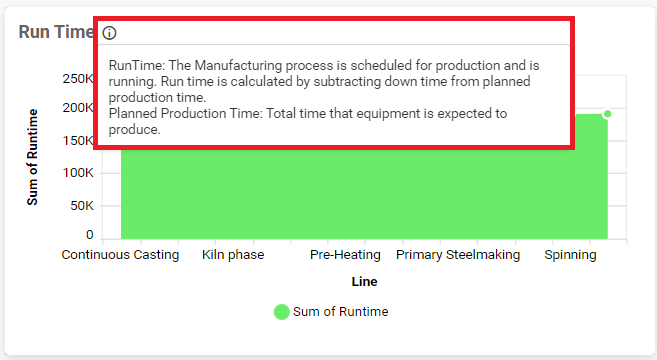 Run Time
RunTime: The Manufacturing process is scheduled for production and is
running. Run time is calculated by subtracting down time from planned
production time.
Planned Production Time: Total time that equipment is expected to
produce.
250K
200K
150K
100K
50K
0
Sum of Runtime
Continuous Casting Kiln phase Pre-Heating Primary Steelmaking Spinning
Line
Sum of Runtime